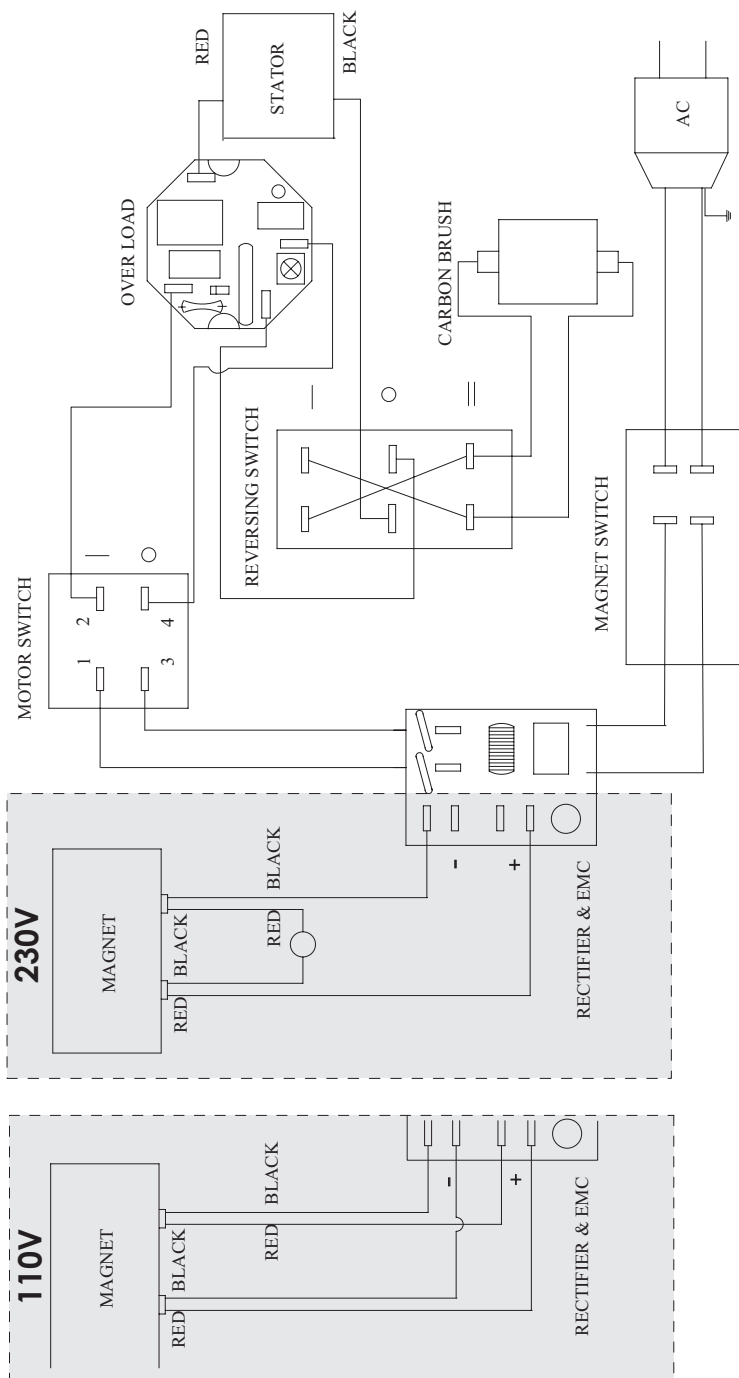 RED
BLACK
STATOR
OVER LOAD
AC
CARBON BRUSH
REVERSING SWITCH
MOTOR SWITCH
1
2
3
4
MAGNET SWITCH
230V
MAGNET
RED
BLACK
RED
BLACK
-
+
RECTIFIER & EMC
110V
MAGNET
RED
BLACK
RED
BLACK
-
+
RECTIFIER & EMC